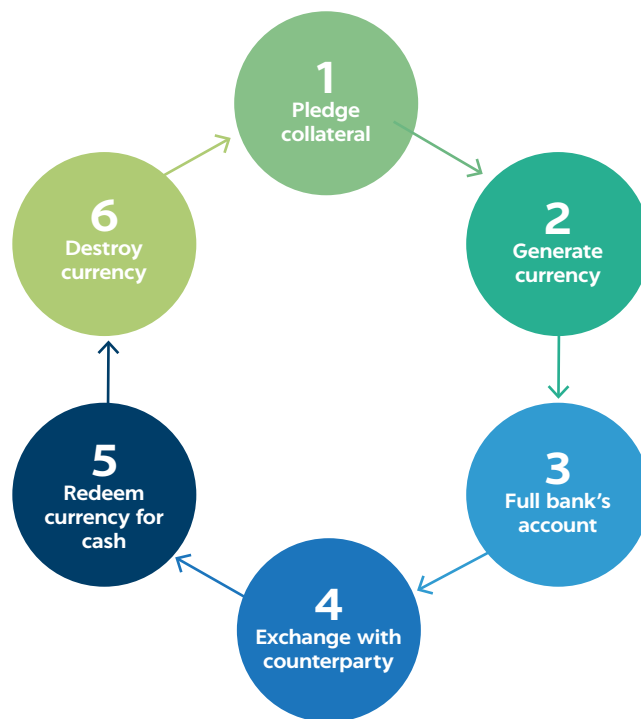 1
Pledge
collateral
2
Generate
currency
3
Full bank's
account
4
Exchange with
counterparty
5
Redeem
currency for
cash
6
Destroy
currency